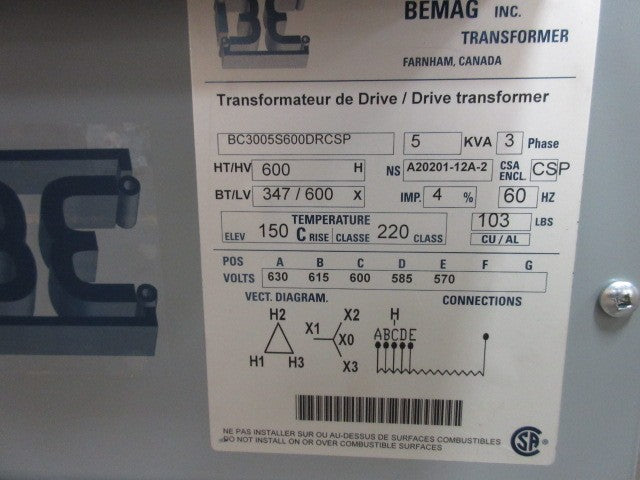 BE
BEMAG INC.
TRANSFORMER
FARNHAM, CANADA
Transformateur de Drive / Drive transformer
BC3005S600DRCSP 5 KVA 3 Phase
HT/HV 600 H NS A20201-12A-2 CSA ENCL. CSP
BT/LV 347 / 600 X IMP. 4 % 60 HZ
TEMPERATURE 103 LBS
ELEV 150 C RISE CLASSE 220 CLASS CU / AL
POS A B C D E F G
VOLTS 630 615 600 585 570
VECT. DIAGRAM. CONNECTIONS
H2 X1 X2 X0 H
ABCDE
H1 H3 X3
NE PAS INSTALLER SUR OU AU-DESSUS DE SURFACES COMBUSTIBLES
DO NOT INSTALL ON OR OVER COMBUSTIBLE SURFACES
SA
BE